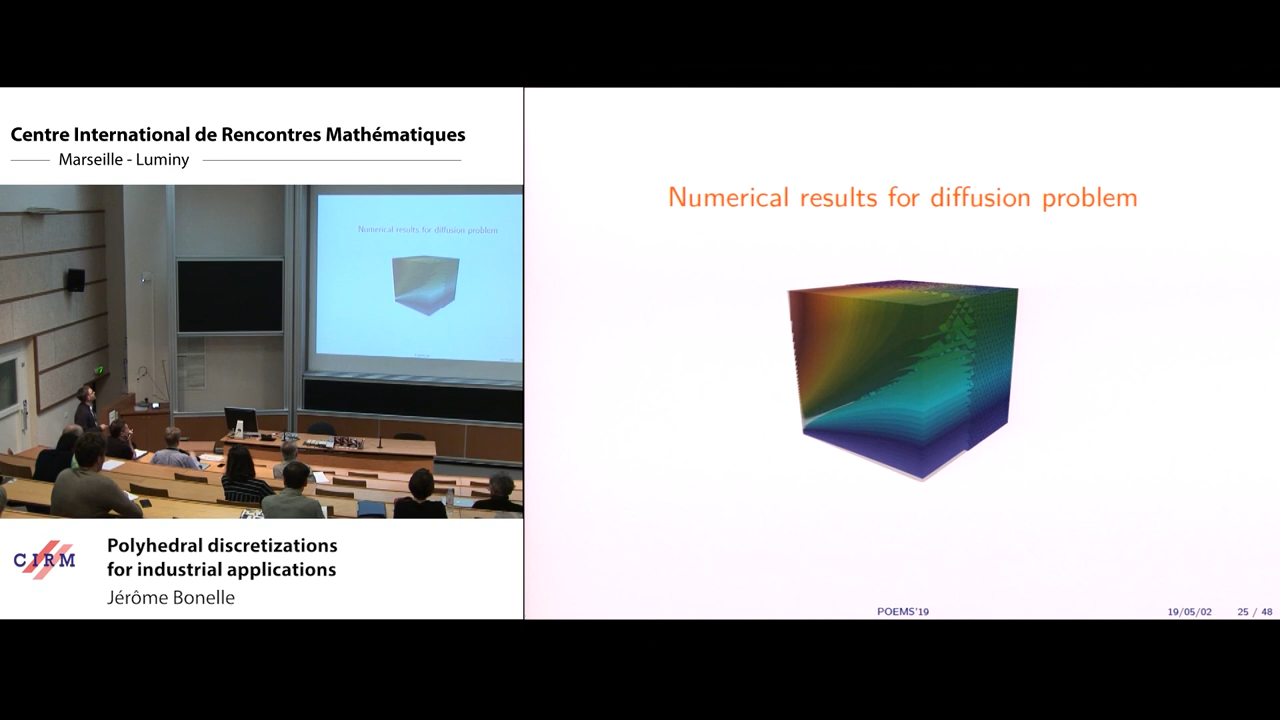 Centre International de Rencontres Mathématiques
Marseille - Luminy
Numerical results for diffusion problem
CIRM
Polyhedral discretizations
for industrial applications
Jérôme Bonelle
Numerical results for diffusion problem
POEMS'19
19/05/02
25 / 48